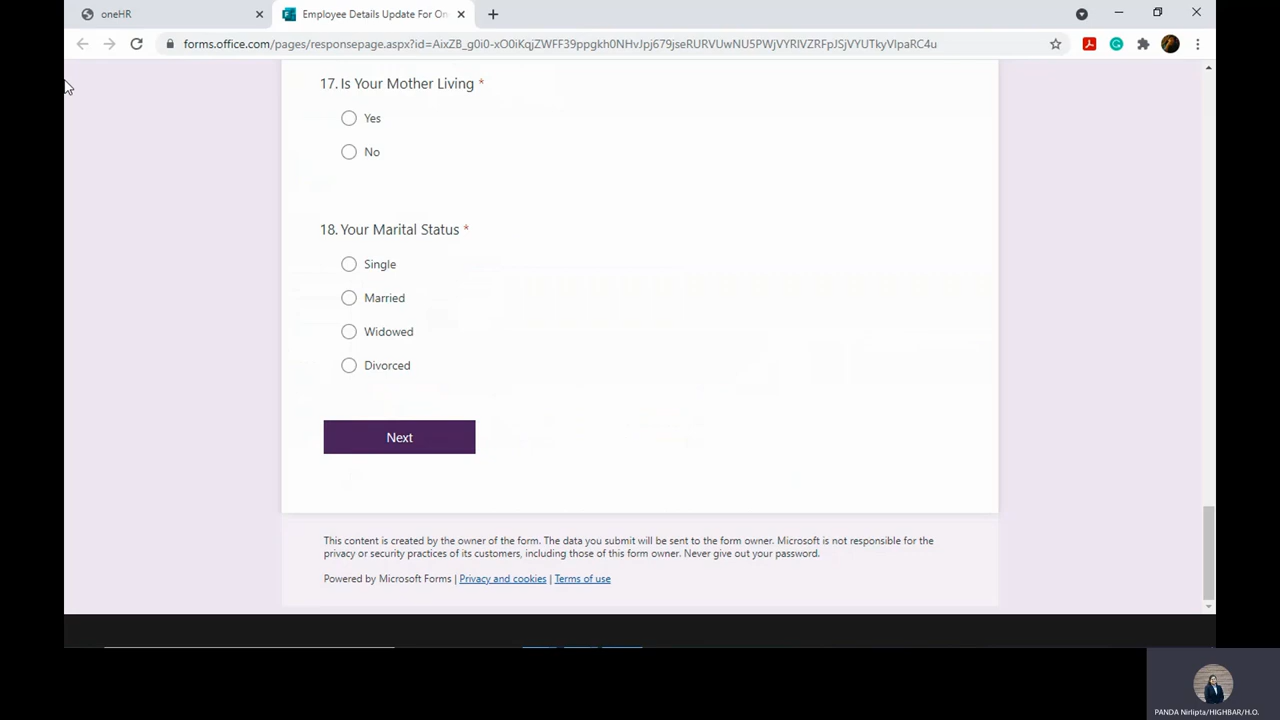 oneHR
Employee Details Update For On
forms.office.com/pages/responsepage.aspx?id=AixZB_g0i0-xO0iKqjZWFF39ppgkh0NHvJpj679jseRURVUwNU5PWjVYRlVZRFpJSjVYUTkyVlpaRC4u
17. Is Your Mother Living *
Yes
No
18. Your Marital Status *
Single
Married
Widowed
Divorced
Next
This content is created by the owner of the form. The data you submit will be sent to the form owner. Microsoft is not responsible for the
privacy or security practices of its customers, including those of this form owner. Never give out your password.
Powered by Microsoft Forms | Privacy and cookies | Terms of use
PANDA Nirlipta/HIGHBAR/H.O.